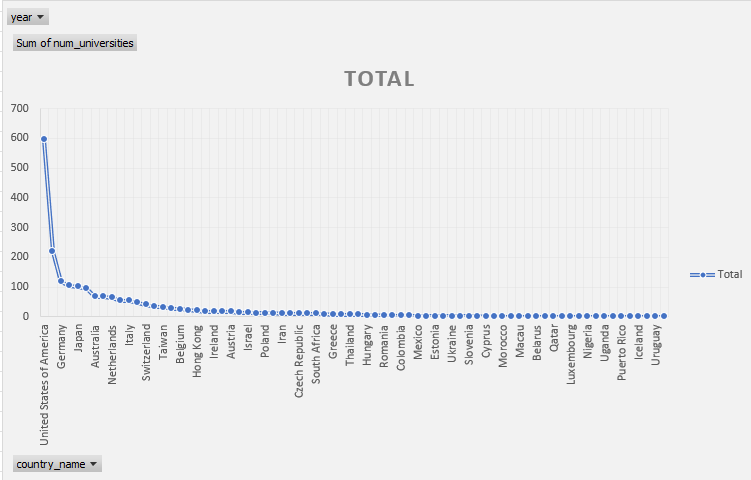 year
Sum of num_universities
TOTAL
700
600
500
400
300
200
100
0
United States of America
Germany
Japan
Australia
Netherlands
Italy
Switzerland
Taiwan
Belgium
Hong Kong
Ireland
Austria
Israel
Poland
Iran
Czech Republic
South Africa
Greece
Thailand
Hungary
Romania
Colombia
Mexico
Estonia
Ukraine
Slovenia
Cyprus
Morocco
Macau
Belarus
Qatar
Luxembourg
Nigeria
Uganda
Puerto Rico
Iceland
Uruguay
Total
country_name